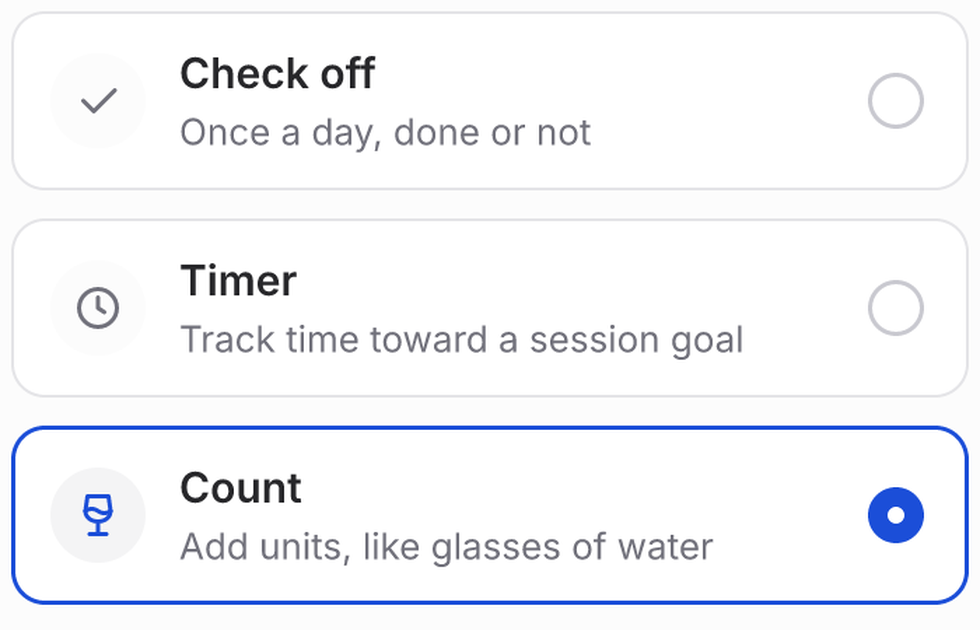 Check off
Once a day, done or not
Timer
Track time toward a session goal
Count
Add units, like glasses of water